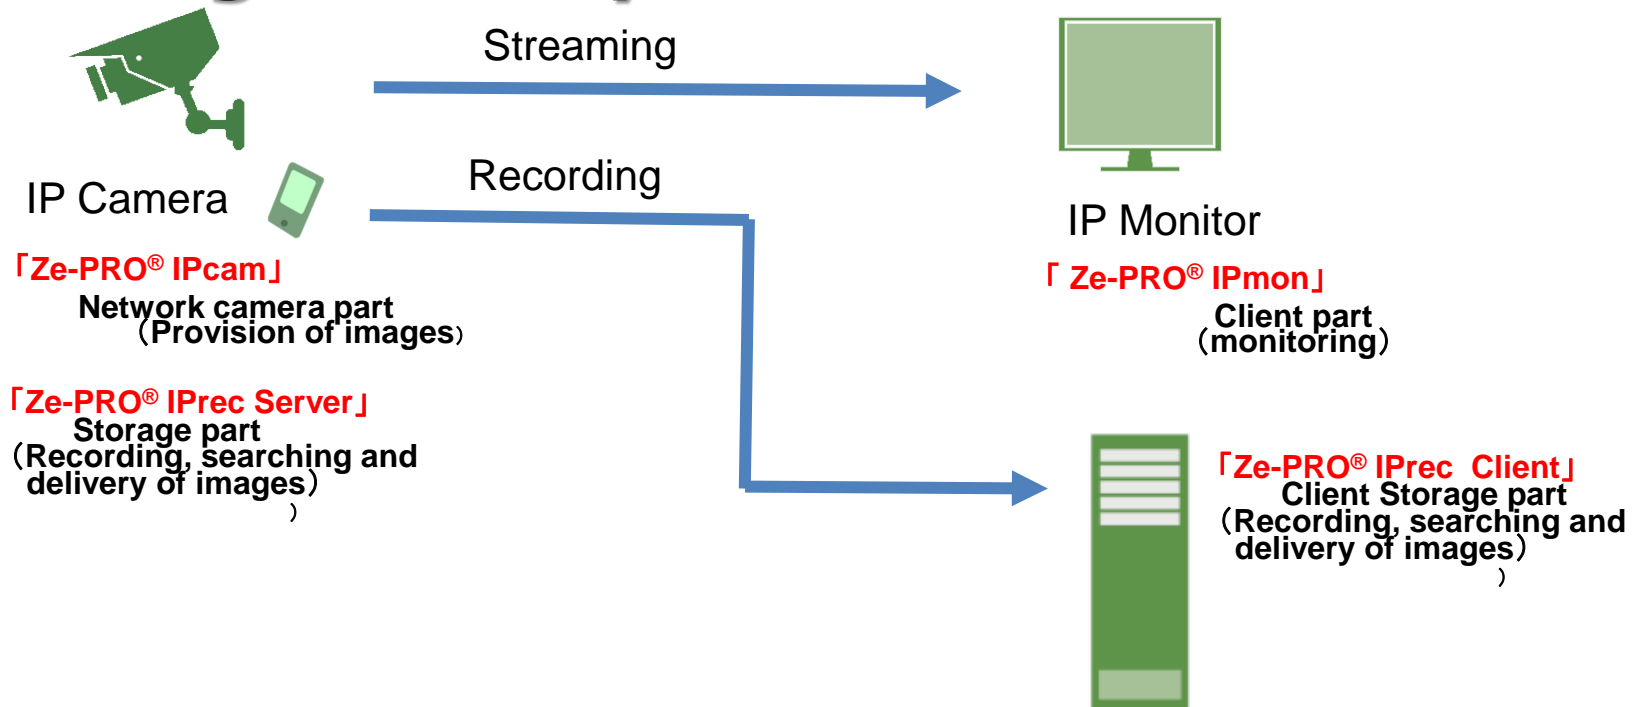 Streaming
Recording
IP Camera
「Ze-PRO® IPcam」
Network camera part
（Provision of images）
「Ze-PRO® IPrec Server」
Storage part
（Recording, searching and
delivery of images）
）
IP Monitor
「 Ze-PRO® IPmon」
Client part
（monitoring）
「Ze-PRO® IPrec Client」
Client Storage part
（Recording, searching and
delivery of images）
）